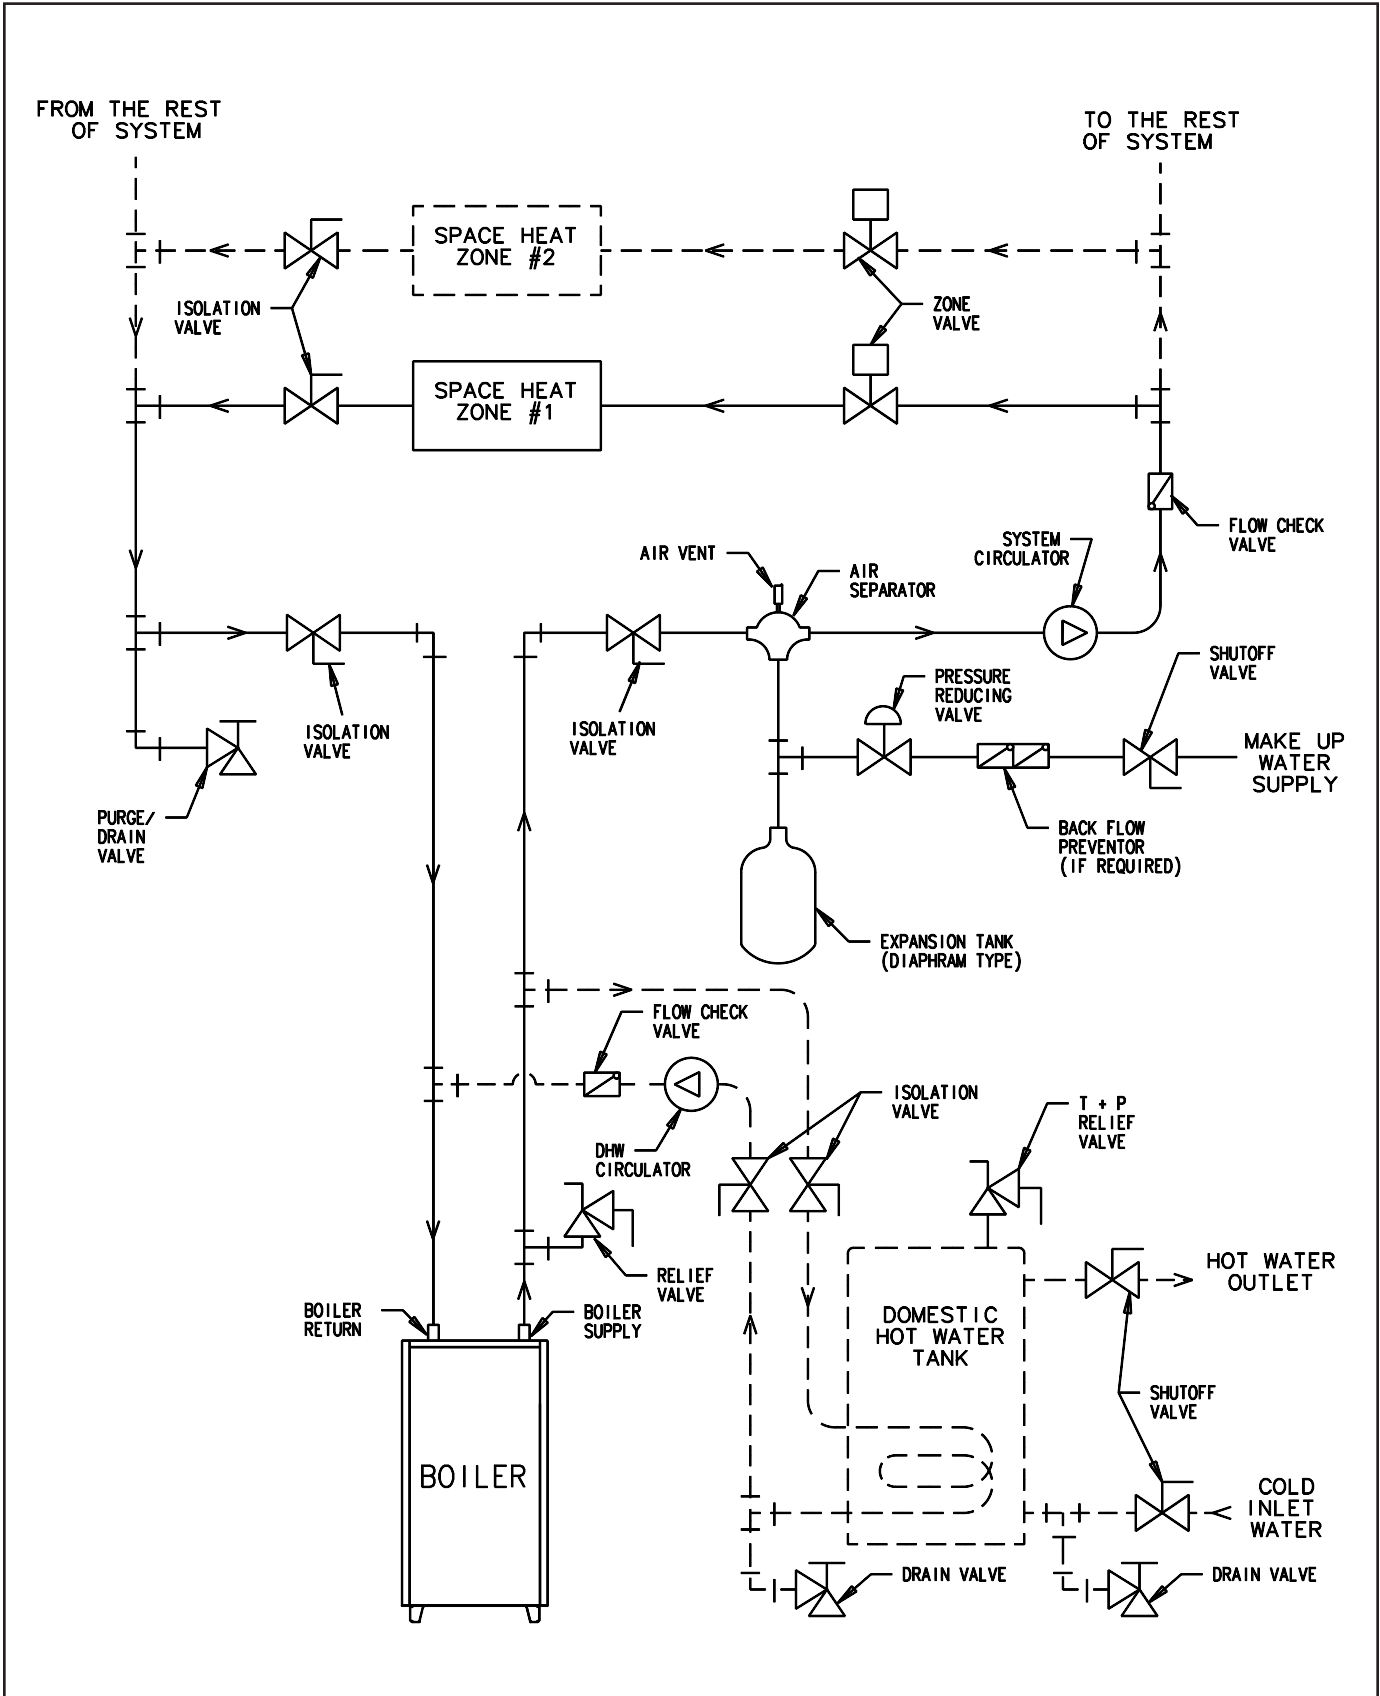 FROM THE REST
OF SYSTEM
TO THE REST
OF SYSTEM
SPACE HEAT
ZONE #2
ISOLATION
VALVE
ZONE
VALVE
SPACE HEAT
ZONE #1
FLOW CHECK
VALVE
SYSTEM
CIRCULATOR
AIR VENT
AIR
SEPARATOR
SHUTOFF
VALVE
PRESSURE
REDUCING
VALVE
ISOLATION
VALVE
ISOLATION
VALVE
MAKE UP
WATER
SUPPLY
PURGE/
DRAIN
VALVE
BACK FLOW
PREVENTOR
(IF REQUIRED)
EXPANSION TANK
(DIAPHRAM TYPE)
FLOW CHECK
VALVE
ISOLATION
VALVE
T + P
RELIEF
VALVE
DHW
CIRCULATOR
RELIEF
VALVE
HOT WATER
OUTLET
BOILER
RETURN
BOILER
SUPPLY
DOMESTIC
HOT WATER
TANK
SHUTOFF
VALVE
BOILER
COLD
INLET
WATER
DRAIN VALVE
DRAIN VALVE